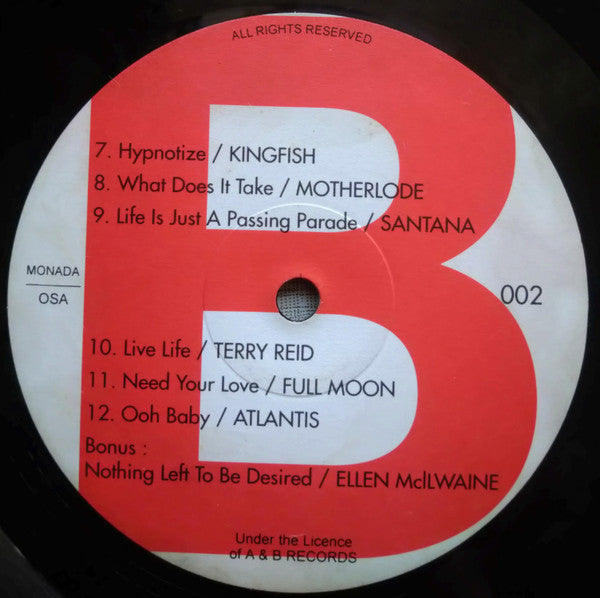 ALL RIGHTS RESERVED
7. Hypnotize / KINGFISH
8. What Does It Take / MOTHERLODE
9. Life Is Just A Passing Parade / SANTANA
MONADA
OSA
002
10. Live Life / TERRY REID
11. Need Your Love / FULL MOON
12. Ooh Baby / ATLANTIS
Bonus :
Nothing Left To Be Desired / ELLEN McILWAINE
Under the Licence
of A & B RECORDS
B